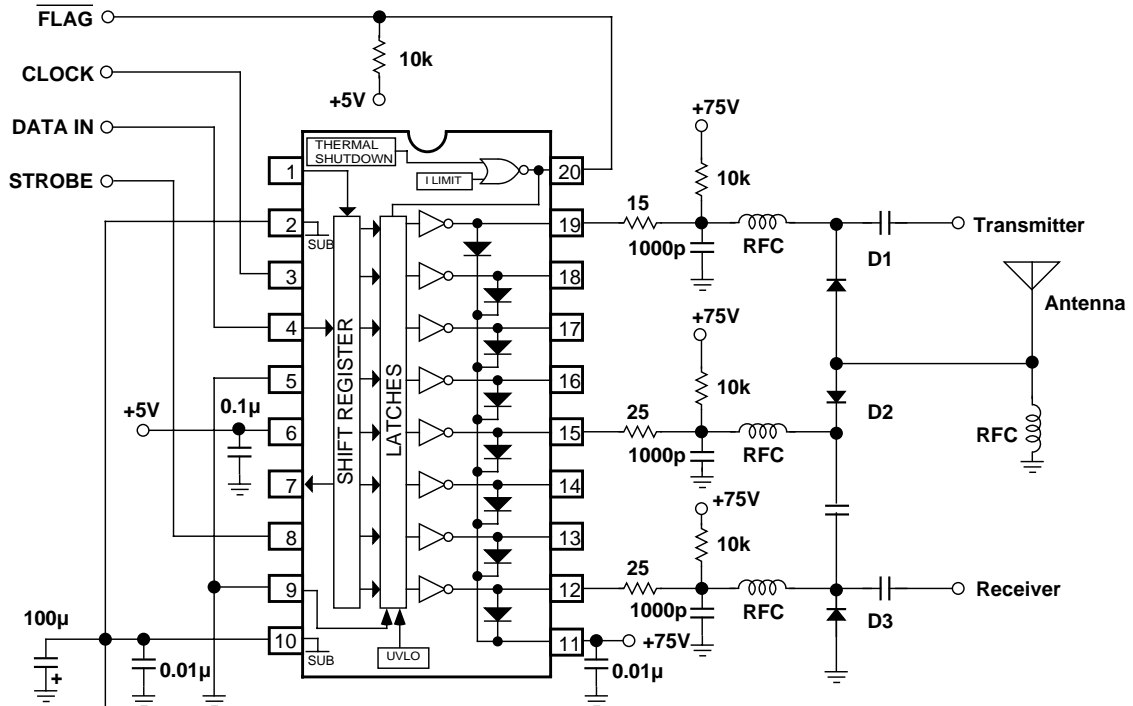 FLAG
10k
CLOCK
+5V
+75V
DATA IN
THERMAL
SHUTDOWN
I LIMIT
STROBE
1
20
10k
15
2
19
SUB
1000p
RFC
D1
Transmitter
3
18
Antenna
4
17
+75V
5
16
10k
25
D2
+5V
0.1µ
6
15
1000p
RFC
RFC
SHIFT REGISTER
LATCHES
7
14
+75V
8
13
10k
25
9
12
1000p
RFC
D3
Receiver
100µ
10
11
+75V
SUB
UVLO
+
0.01µ
0.01µ